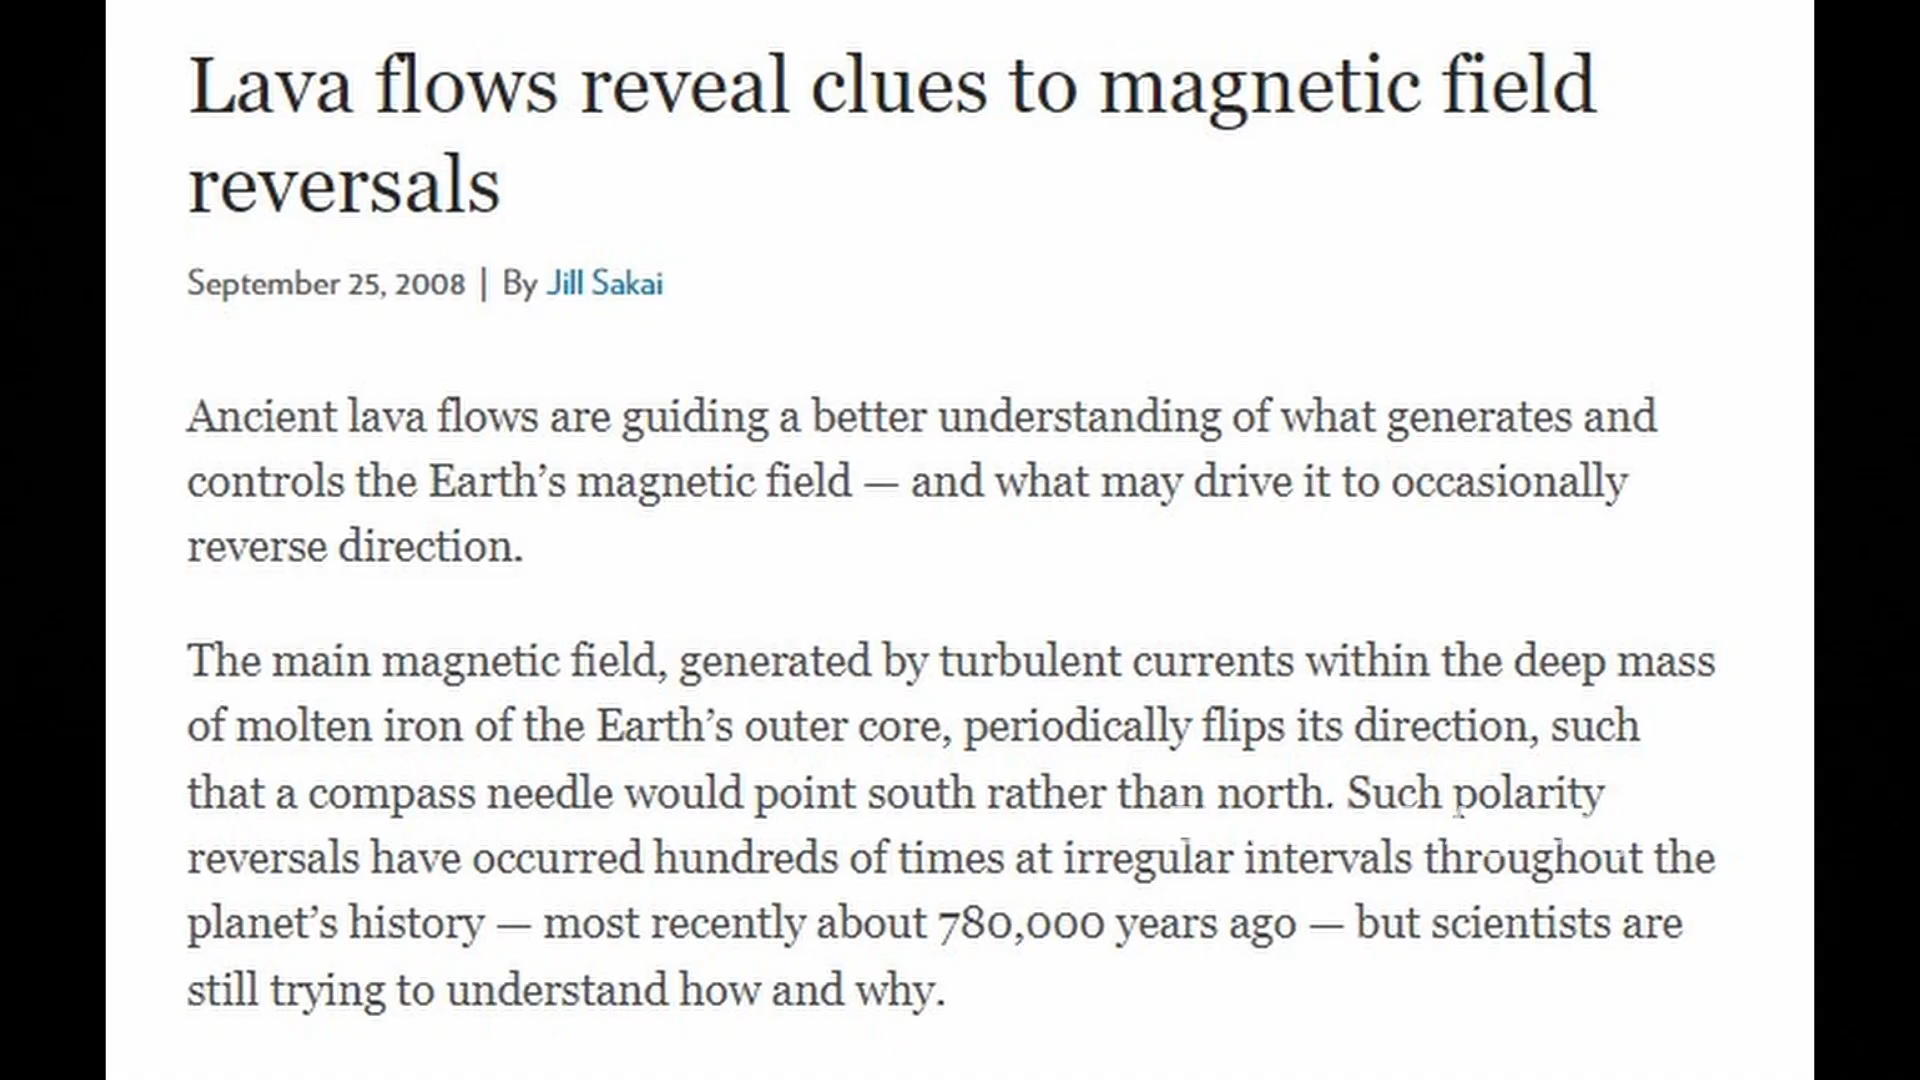 Lava flows reveal clues to magnetic field
reversals
September 25, 2008 | By Jill Sakai
Ancient lava flows are guiding a better understanding of what generates and
controls the Earth’s magnetic field — and what may drive it to occasionally
reverse direction.
The main magnetic field, generated by turbulent currents within the deep mass
of molten iron of the Earth’s outer core, periodically flips its direction, such
that a compass needle would point south rather than north. Such polarity
reversals have occurred hundreds of times at irregular intervals throughout the
planet’s history — most recently about 780,000 years ago — but scientists are
still trying to understand how and why.